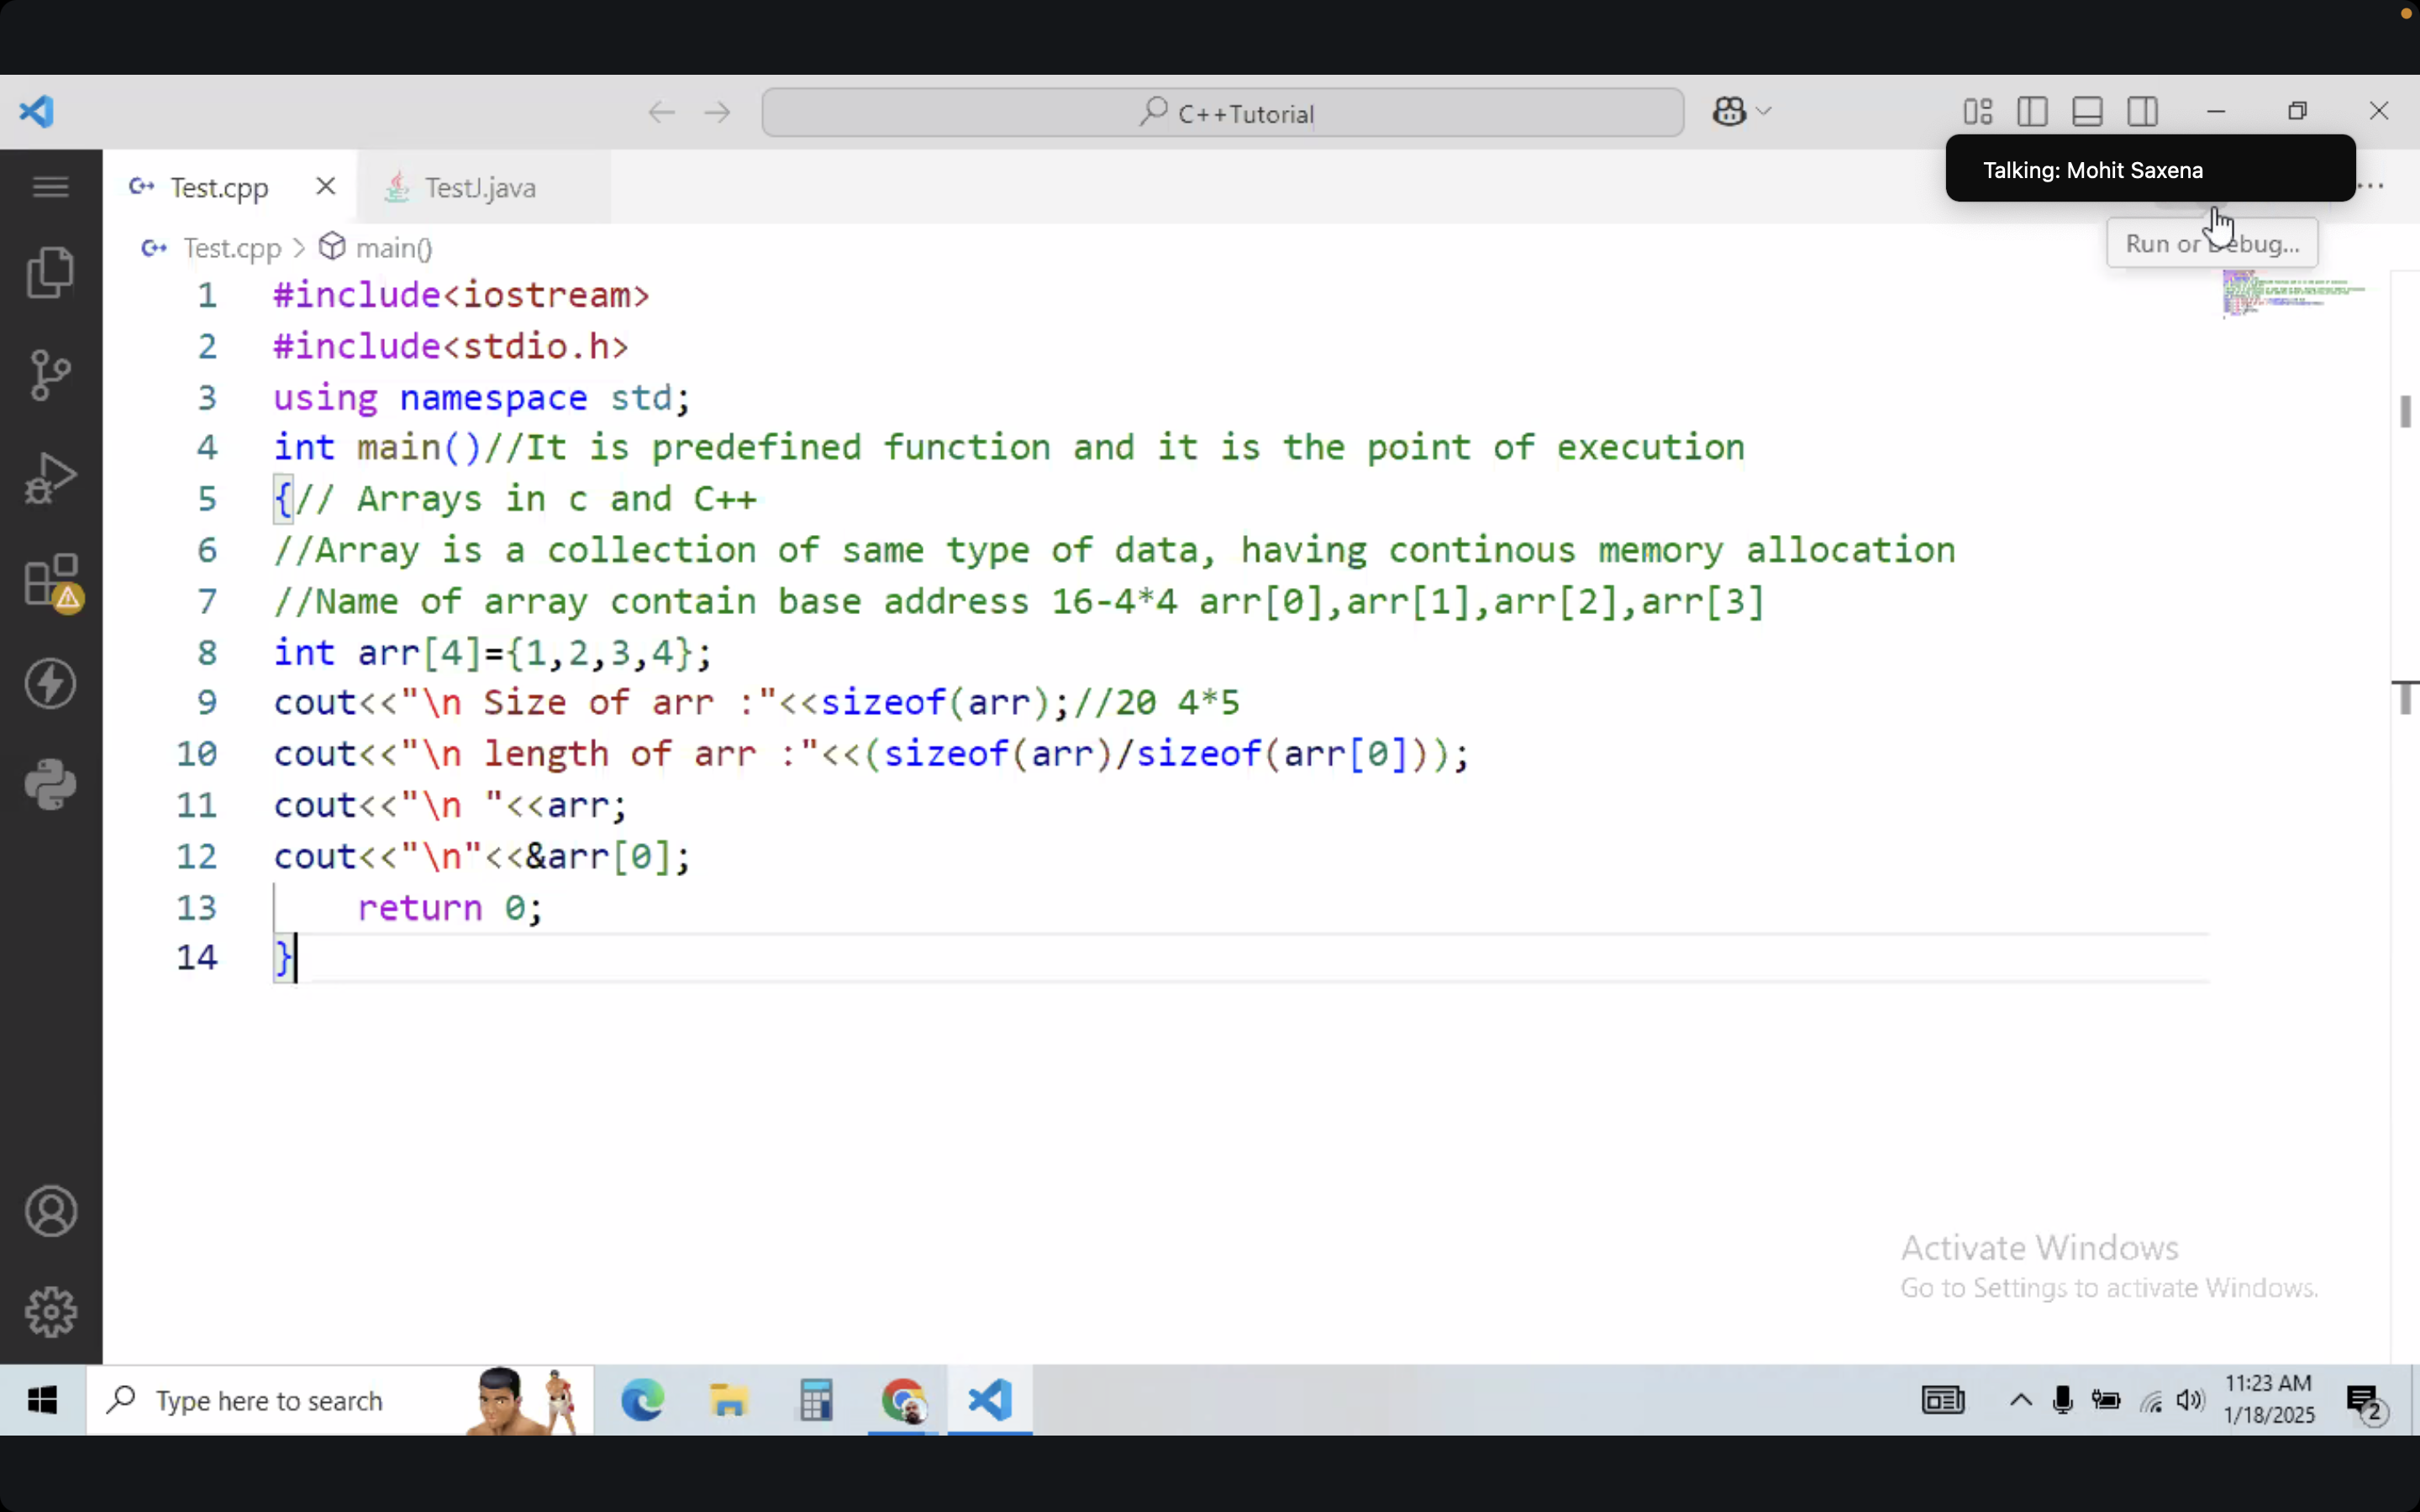 C++Tutorial
Talking: Mohit Saxena
Test.cpp
TestJ.java
Run or Debug...
Test.cpp > main()
1 #include<iostream>
2 #include<stdio.h>
3 using namespace std;
4 int main()//It is predefined function and it is the point of execution
5 {// Arrays in c and C++
6 //Array is a collection of same type of data, having continous memory allocation
7 //Name of array contain base address 16-4*4 arr[0],arr[1],arr[2],arr[3]
8 int arr[4]={1,2,3,4};
9 cout<<"\n Size of arr :"<<sizeof(arr);//20 4*5
10 cout<<"\n length of arr :"<<(sizeof(arr)/sizeof(arr[0]));
11 cout<<"\n "<<arr;
12 cout<<"\n"<<&arr[0];
13 return 0;
14 }
Activate Windows
Go to Settings to activate Windows.
Type here to search
11:23 AM
1/18/2025
2